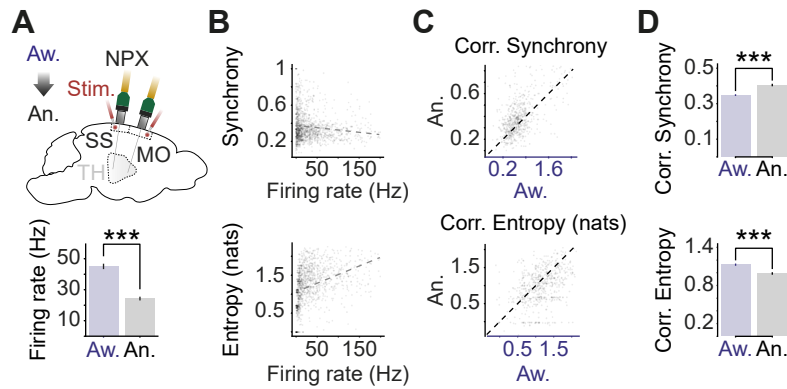 A
Aw.
An.
NPX
Stim.
SS
MO
TH
Firing rate (Hz)
50
30
10
***
Aw. An.
B
Synchrony
1
0.6
0.2
50 150
Firing rate (Hz)
Entropy (nats)
1.5
0.5
50 150
Firing rate (Hz)
C
Corr. Synchrony
An.
0.6
0.2
0.2 1.6
Aw.
Corr. Entropy (nats)
An.
1.5
0.5
0.5 1.5
Aw.
D
Corr. Synchrony
0.5
0.3
0.1
***
Aw. An.
Corr. Entropy
1.4
0.8
0.2
***
Aw. An.